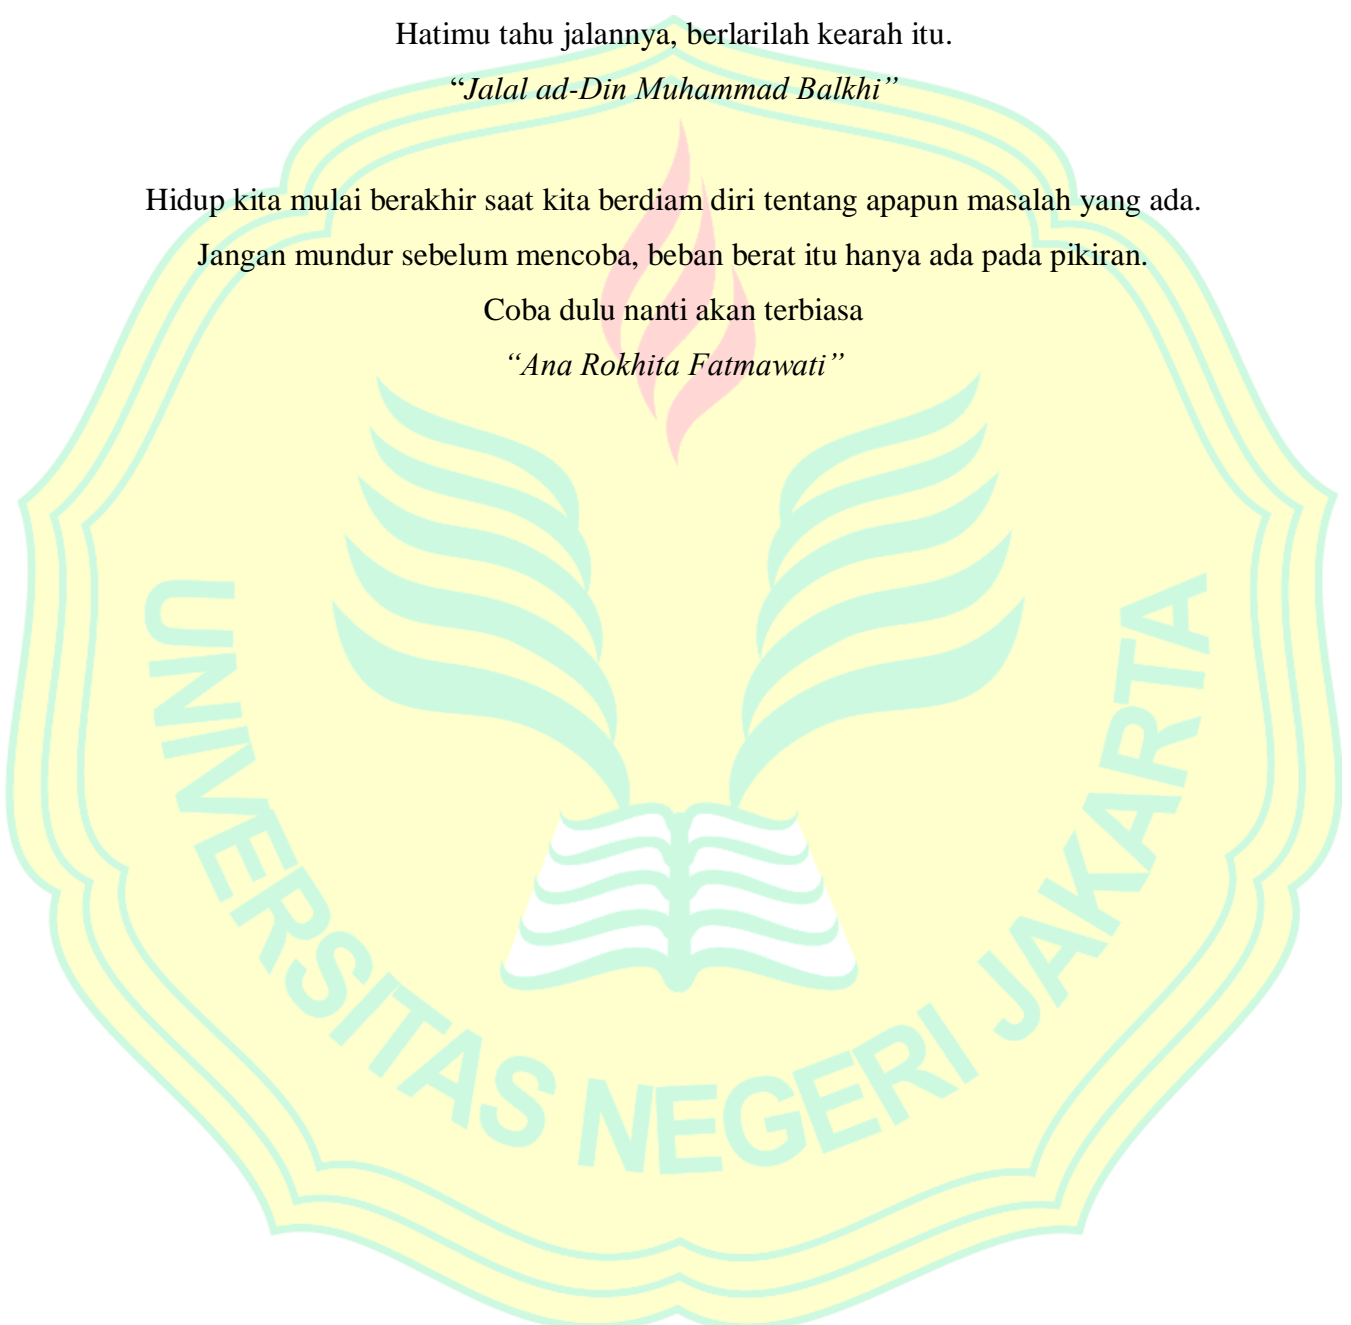 Hatimu tahu jalannya, berlarilah kearah itu.
“Jalal ad-Din Muhammad Balkhi”
Hidup kita mulai berakhir saat kita berdiam diri tentang apapun masalah yang ada.
Jangan mundur sebelum mencoba, beban berat itu hanya ada pada pikiran.
Coba dulu nanti akan terbiasa
“Ana Rokhita Fatmawati”
UNIVERSITAS NEGERI JAKARTA